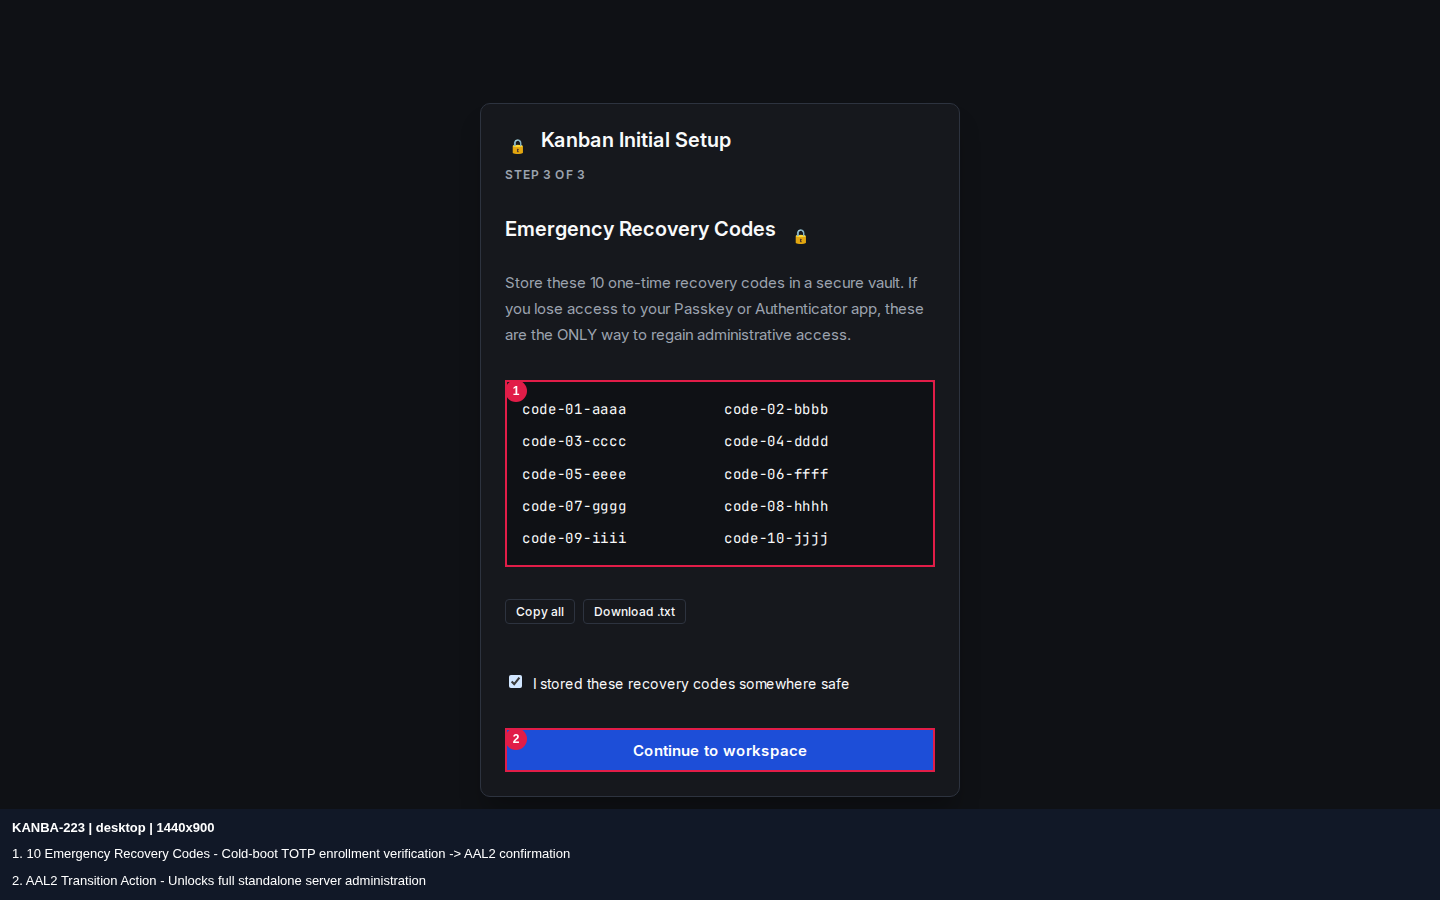 Kanban Initial Setup
STEP 3 OF 3
Emergency Recovery Codes
Store these 10 one-time recovery codes in a secure vault. If
you lose access to your Passkey or Authenticator app, these
are the ONLY way to regain administrative access.
1
code-01-aaaa code-02-bbbb
code-03-cccc code-04-dddd
code-05-eeee code-06-ffff
code-07-gggg code-08-hhhh
code-09-iiii code-10-jjjj
Copy all Download .txt
I stored these recovery codes somewhere safe
2
Continue to workspace
KANBA-223 | desktop | 1440x900
1. 10 Emergency Recovery Codes - Cold-boot TOTP enrollment verification -> AAL2 confirmation
2. AAL2 Transition Action - Unlocks full standalone server administration